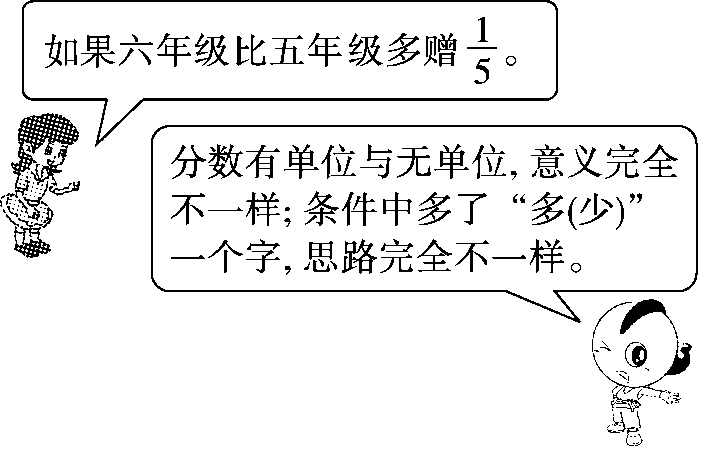 如果六年级比五年级多赠1/5。
分数有单位与无单位，意义完全
不一样；条件中多了“多(少)”
一个字，思路完全不一样。